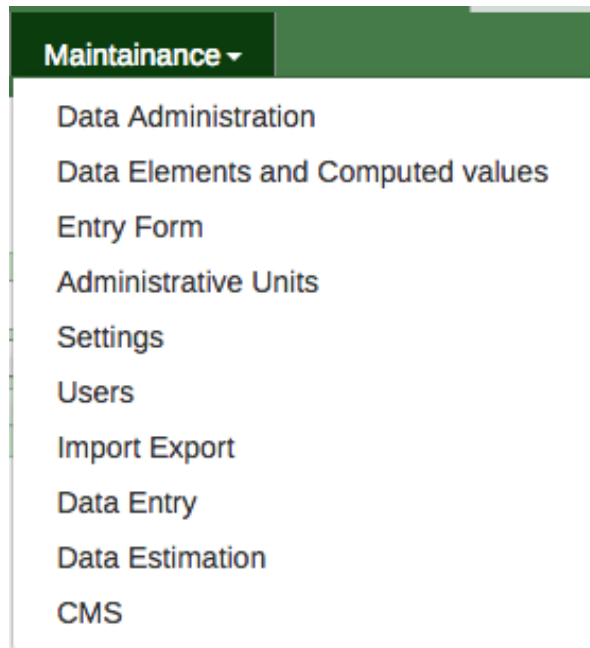 Maintainance
Data Administration
Data Elements and Computed values
Entry Form
Administrative Units
Settings
Users
Import Export
Data Entry
Data Estimation
CMS